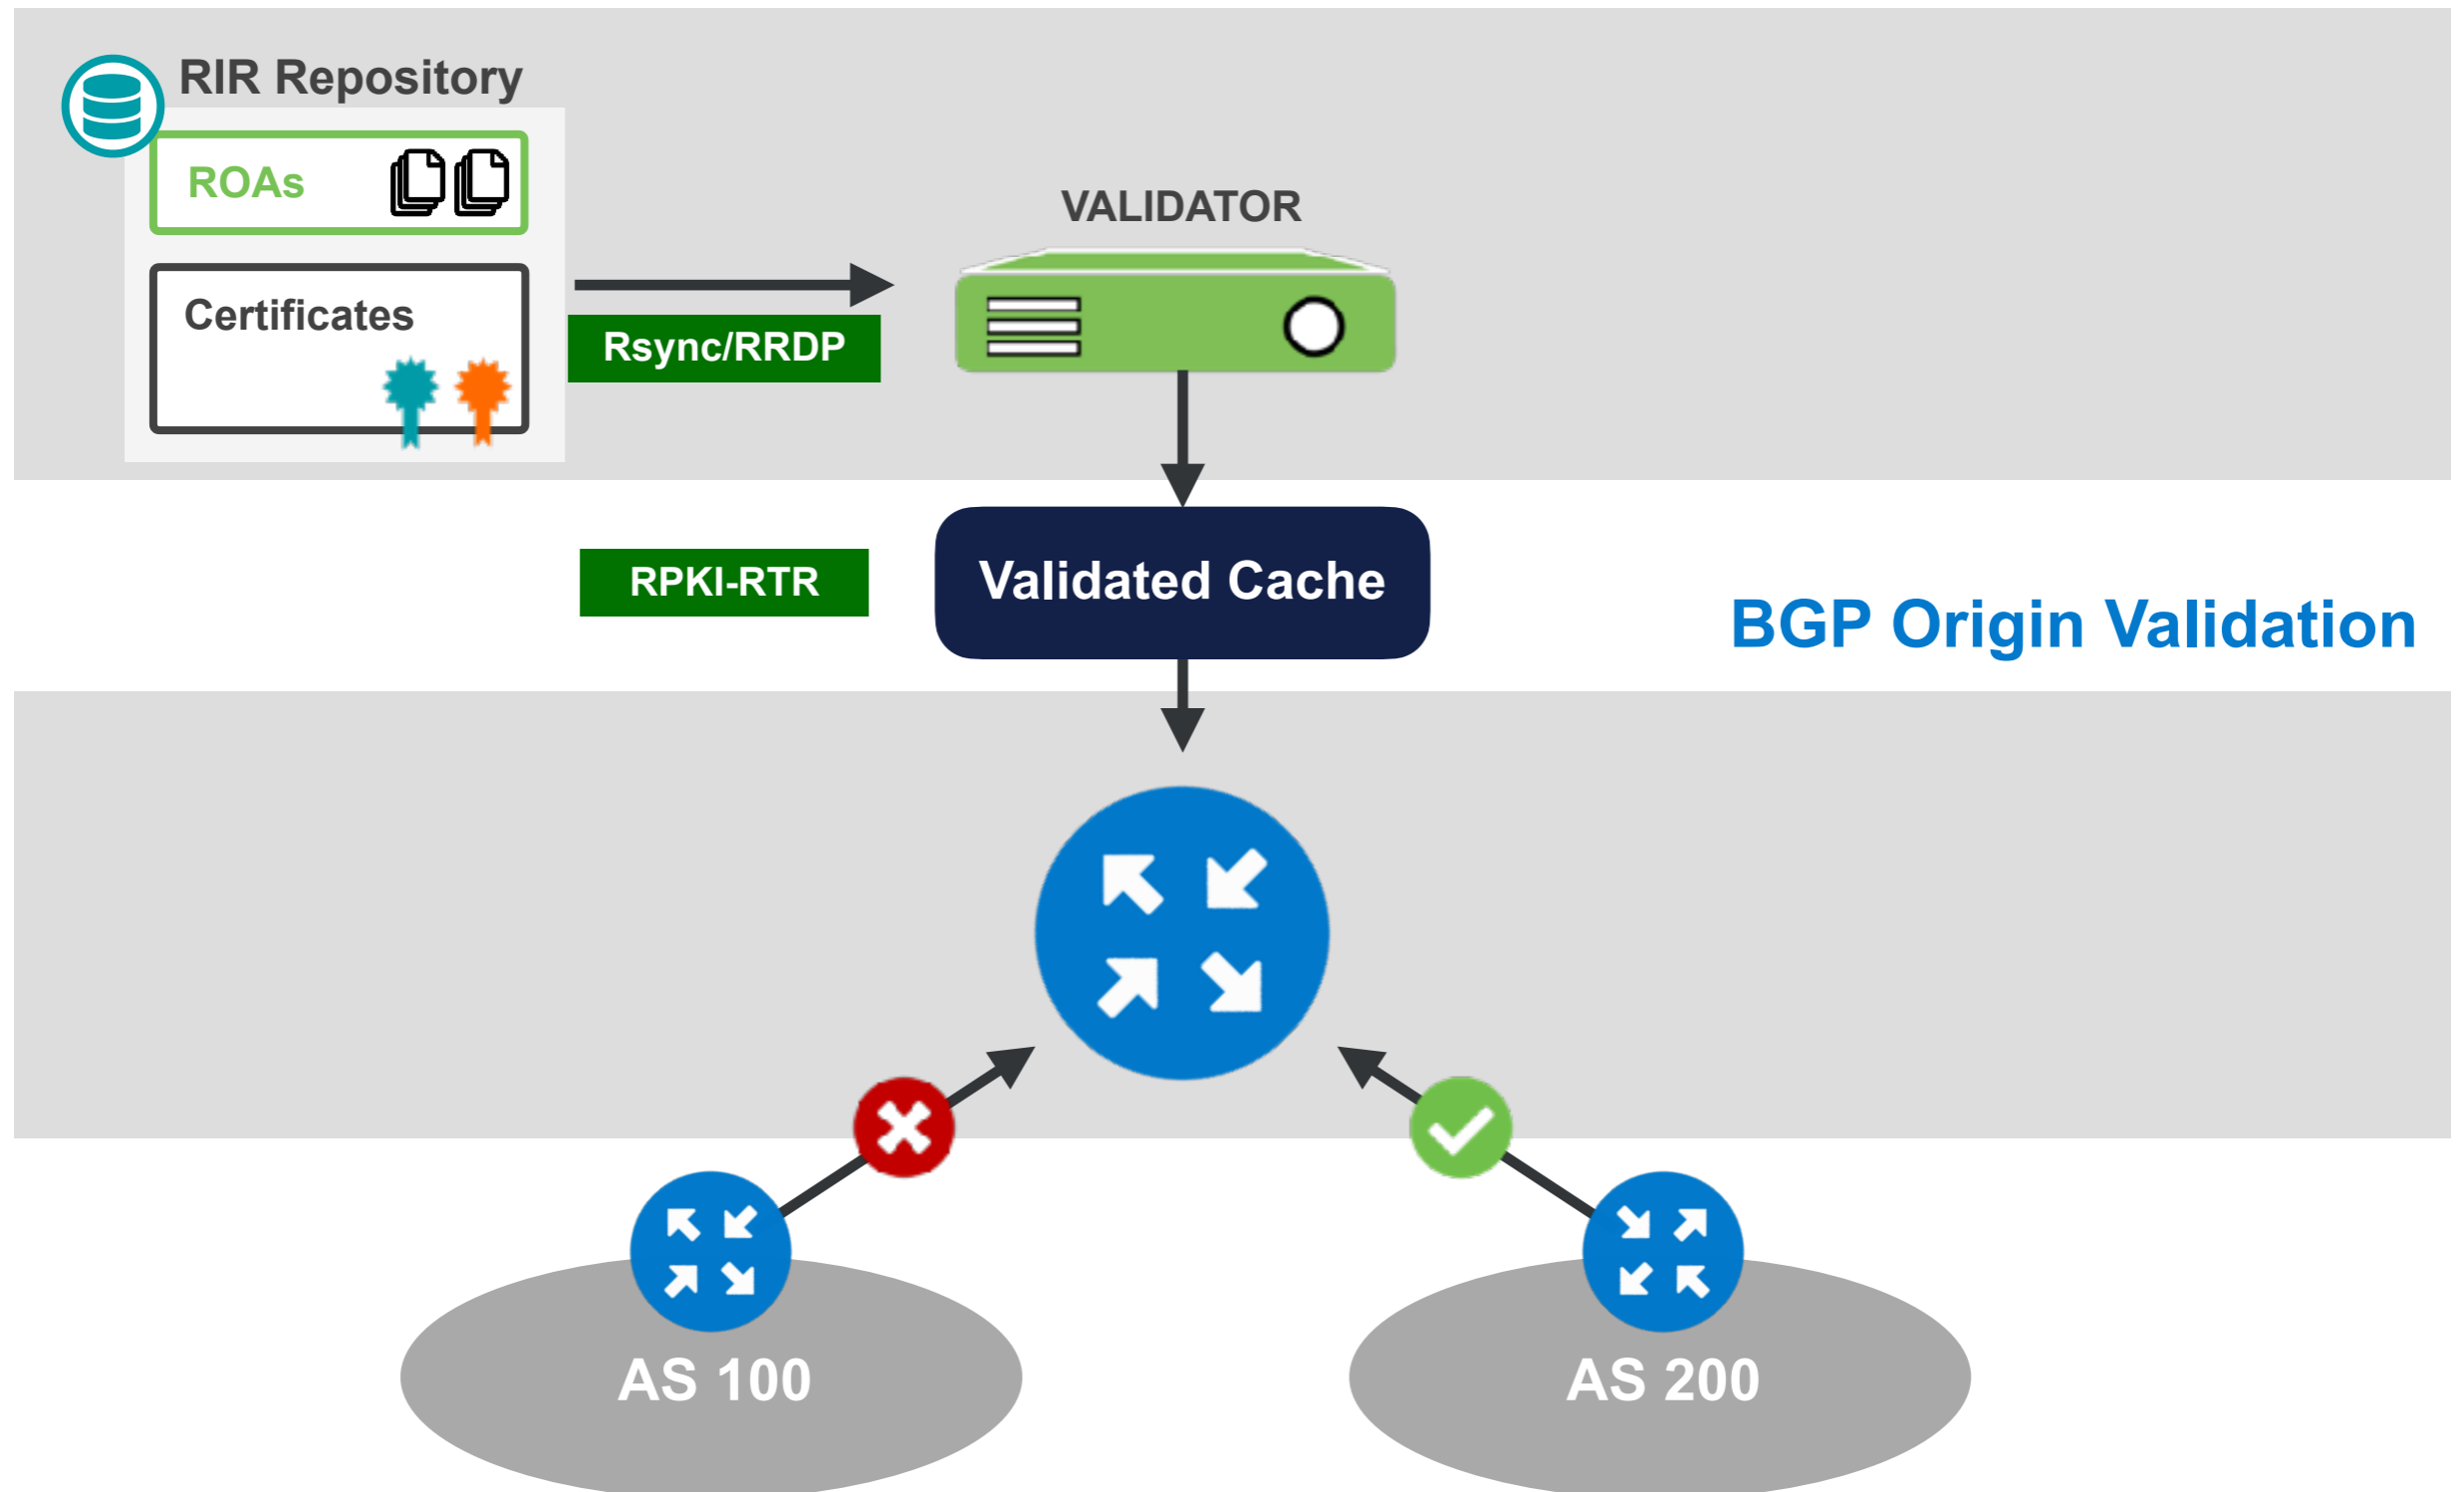 RIR Repository
ROAs
Certificates
Rsync/RRDP
VALIDATOR
RPKI-RTR
Validated Cache
BGP Origin Validation
AS 100
AS 200